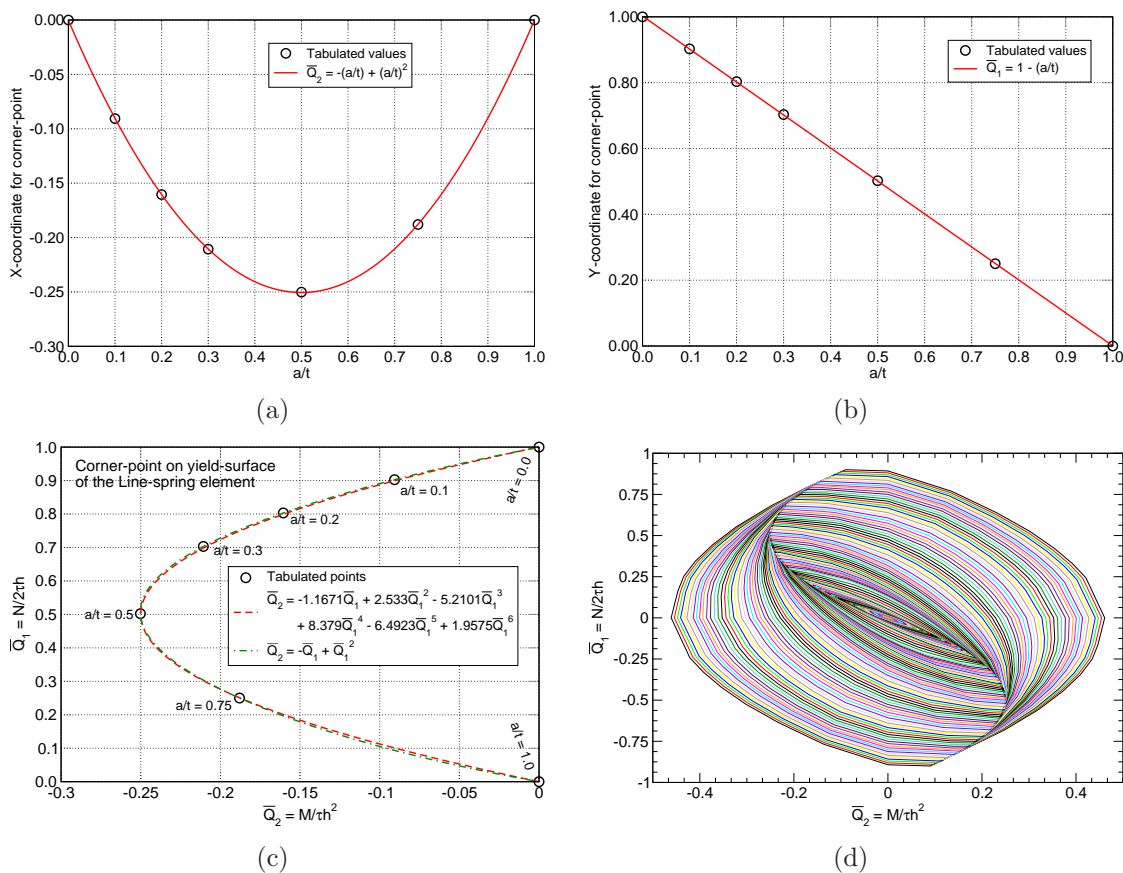 0.00
-0.05
-0.10
-0.15
-0.20
-0.25
-0.30
X-coordinate for corner-point
Tabulated values
Q̅₂ = -(a/t) + (a/t)²
0.0 0.1 0.2 0.3 0.4 0.5 0.6 0.7 0.8 0.9 1.0
a/t
(a)
1.00
0.80
0.60
0.40
0.20
0.00
Y-coordinate for corner-point
Tabulated values
Q̅₁ = 1 - (a/t)
0.0 0.1 0.2 0.3 0.4 0.5 0.6 0.7 0.8 0.9 1.0
a/t
(b)
1.0
0.9
0.8
0.7
0.6
0.5
0.4
0.3
0.2
0.1
0.0
Q̅₁ = N/2τh
Corner-point on yield-surface
of the Line-spring element
a/t = 0.0
a/t = 0.1
a/t = 0.2
a/t = 0.3
a/t = 0.5
a/t = 0.75
a/t = 1.0
Tabulated points
Q̅₂ = -1.1671Q̅₁ + 2.533Q̅₁² - 5.2101Q̅₁³
+ 8.379Q̅₁⁴ - 6.4923Q̅₁⁵ + 1.9575Q̅₁⁶
Q̅₂ = -Q̅₁ + Q̅₁²
-0.3 -0.25 -0.2 -0.15 -0.1 -0.05 0
Q̅₂ = M/τh²
(c)
1
0.75
0.5
0.25
0
-0.25
-0.5
-0.75
-1
Q̅₁ = N/2τh
-0.4 -0.2 0 0.2 0.4
Q̅₂ = M/τh²
(d)